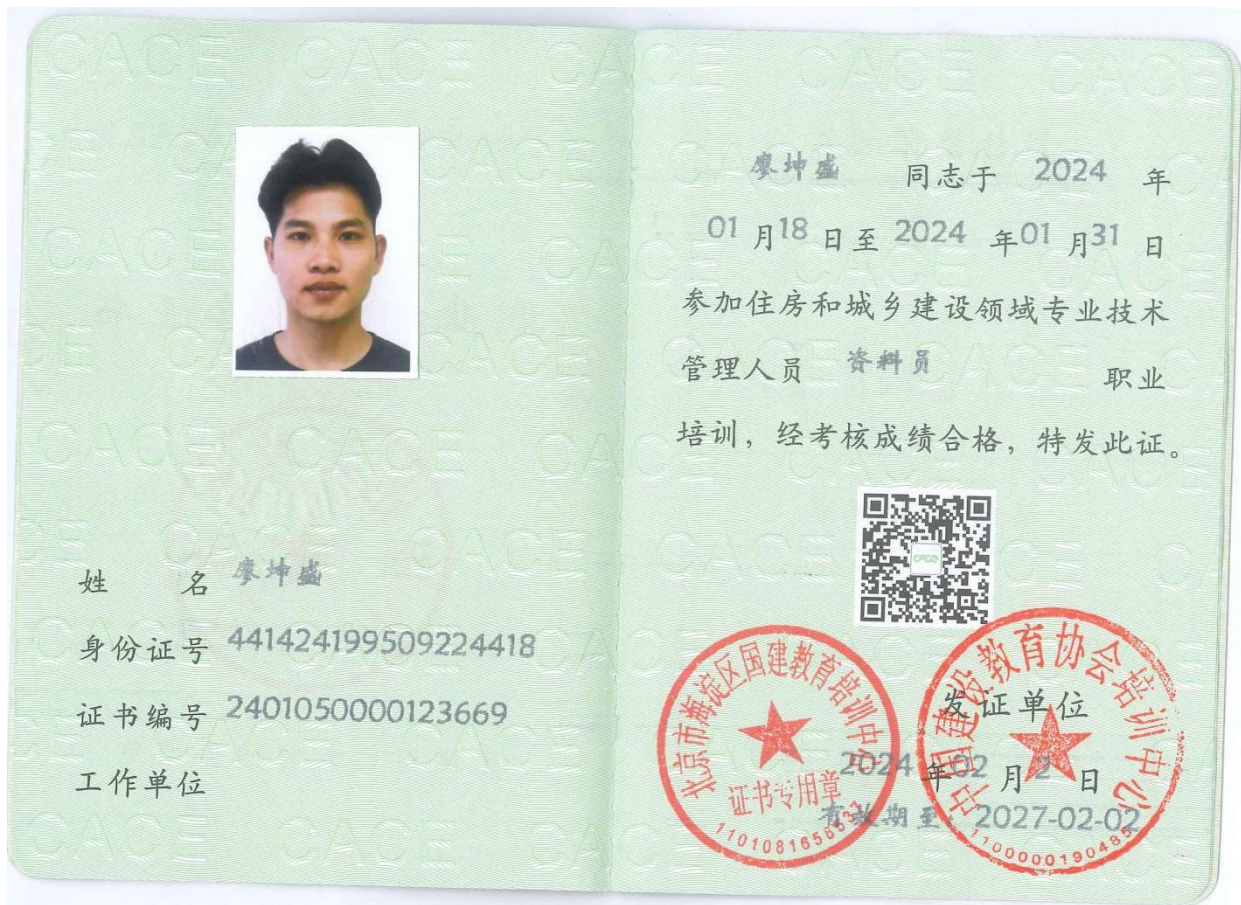 姓 名 廖坤盛
身份证号 441424199509224418
证书编号 2401050000123669
工作单位
廖坤盛 同志于 2024 年
01 月 18 日至 2024 年 01 月 31 日
参加住房和城乡建设领域专业技术
管理人员 资料员 职业
培训，经考核成绩合格，特发此证。
CACE
北京市海淀区国建教育培训中心
证书专用章
中国建设教育协会培训中心
1100000190485
发证单位
2024 年 02 月 2 日
有效期至：2027-02-02